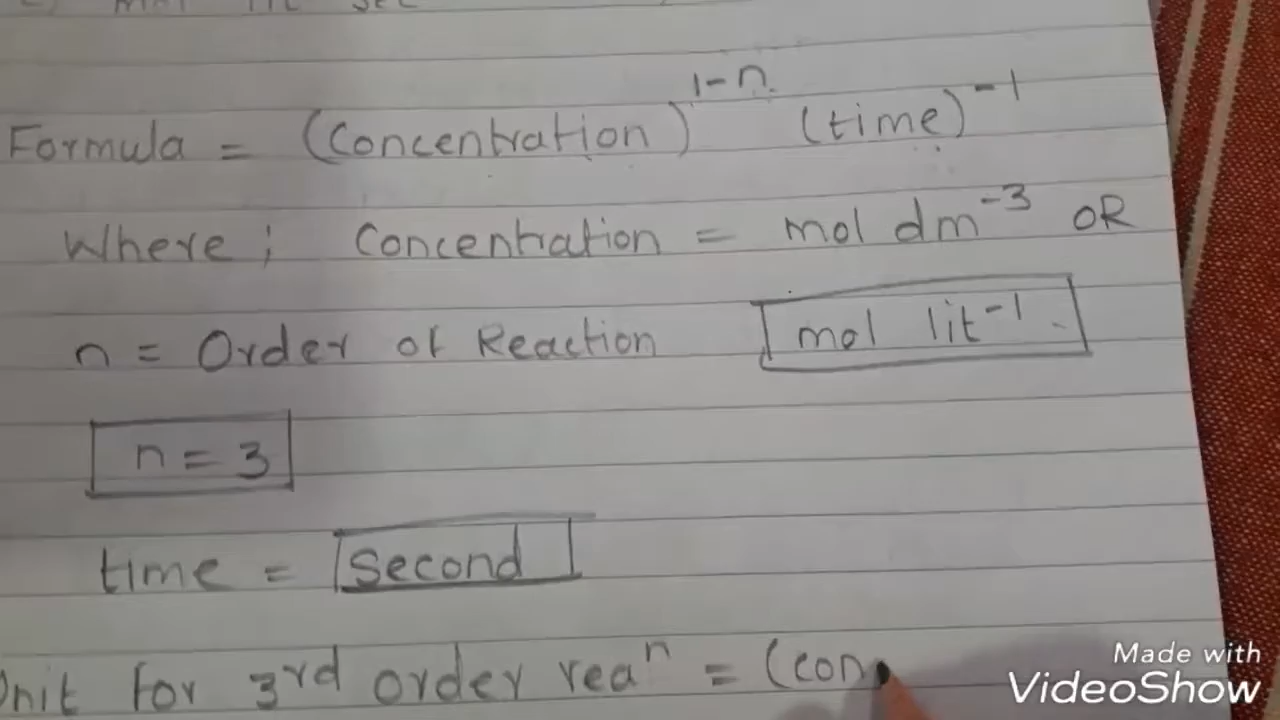 Formula = (Concentration)^1-n (time)^-1
Where; Concentration = mol dm^-3 OR
n = Order of Reaction mol lit^-1.
n = 3
time = Second
Unit for 3rd order rea^n = (con
Made with
VideoShow